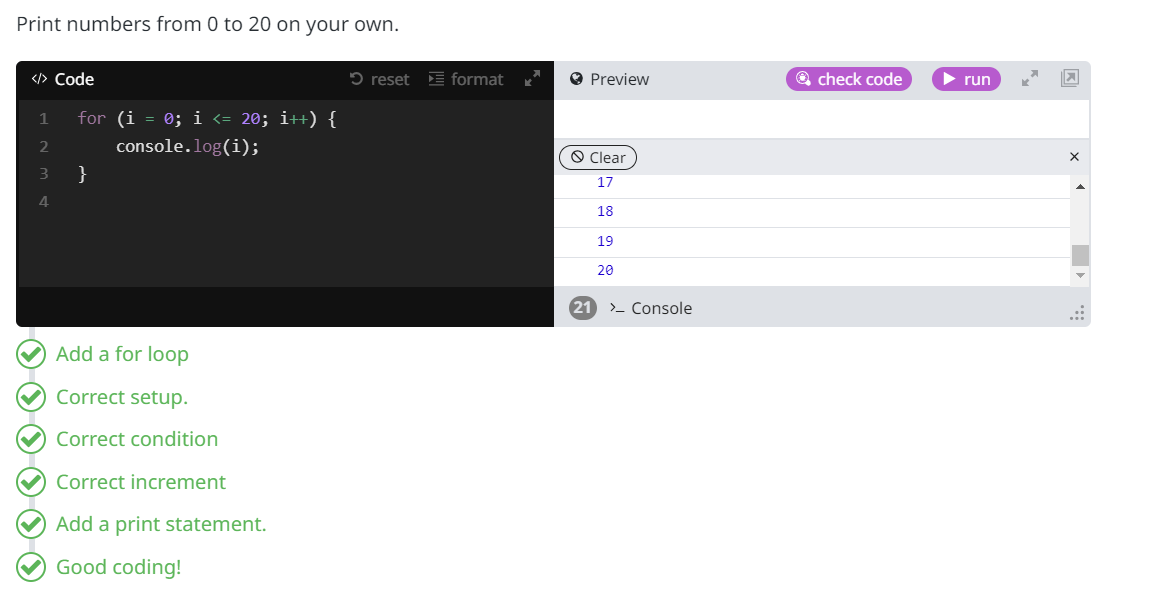 Print numbers from 0 to 20 on your own.
</> Code reset format Preview check code run
1 for (i = 0; i <= 20; i++) {
2 console.log(i);
3 }
4
Clear ×
17
18
19
20
21 >_ Console
Add a for loop
Correct setup.
Correct condition
Correct increment
Add a print statement.
Good coding!